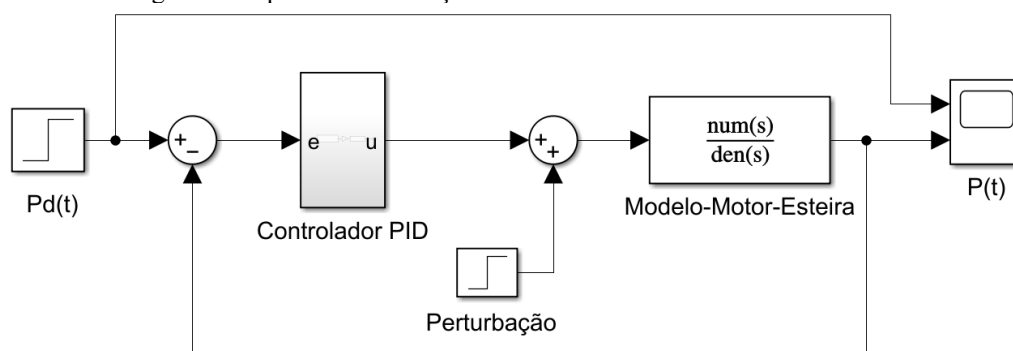 Pd(t)
+
−
e
u
Controlador PID
+
+
Perturbação
num(s)
den(s)
Modelo-Motor-Esteira
P(t)